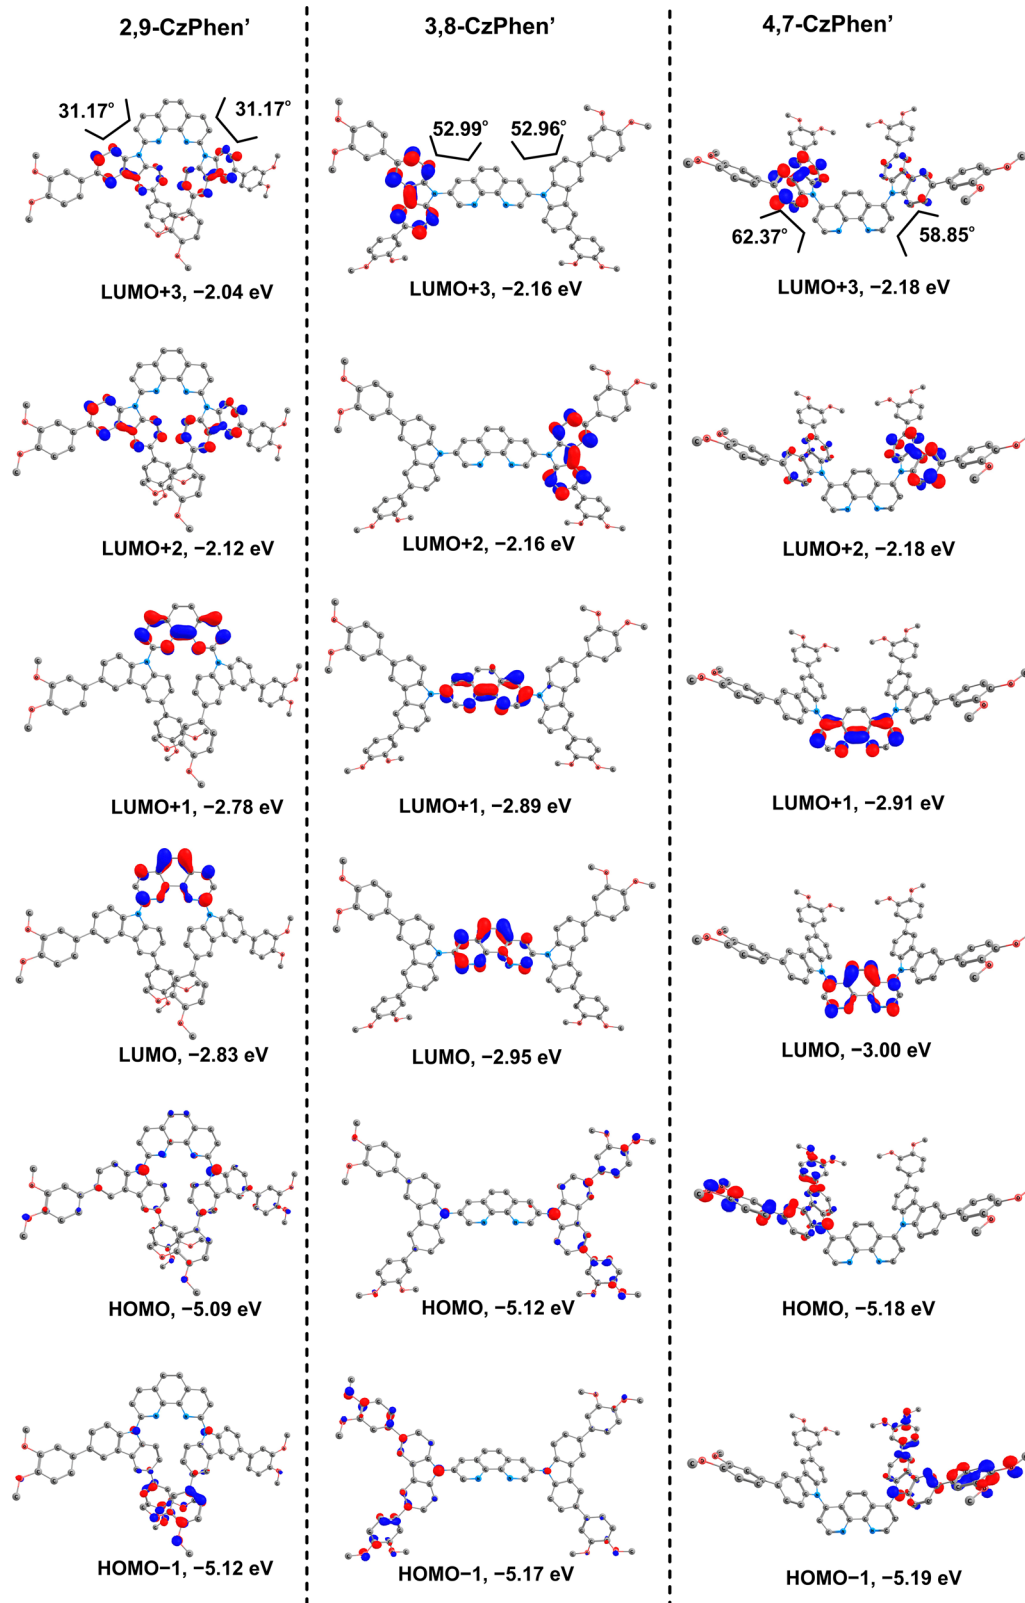 2,9-CzPhen’
3,8-CzPhen’
4,7-CzPhen’
31.17°
31.17°
52.99°
52.96°
62.37°
58.85°
LUMO+3, −2.04 eV
LUMO+3, −2.16 eV
LUMO+3, −2.18 eV
LUMO+2, −2.12 eV
LUMO+2, −2.16 eV
LUMO+2, −2.18 eV
LUMO+1, −2.78 eV
LUMO+1, −2.89 eV
LUMO+1, −2.91 eV
LUMO, −2.83 eV
LUMO, −2.95 eV
LUMO, −3.00 eV
HOMO, −5.09 eV
HOMO, −5.12 eV
HOMO, −5.18 eV
HOMO−1, −5.12 eV
HOMO−1, −5.17 eV
HOMO−1, −5.19 eV